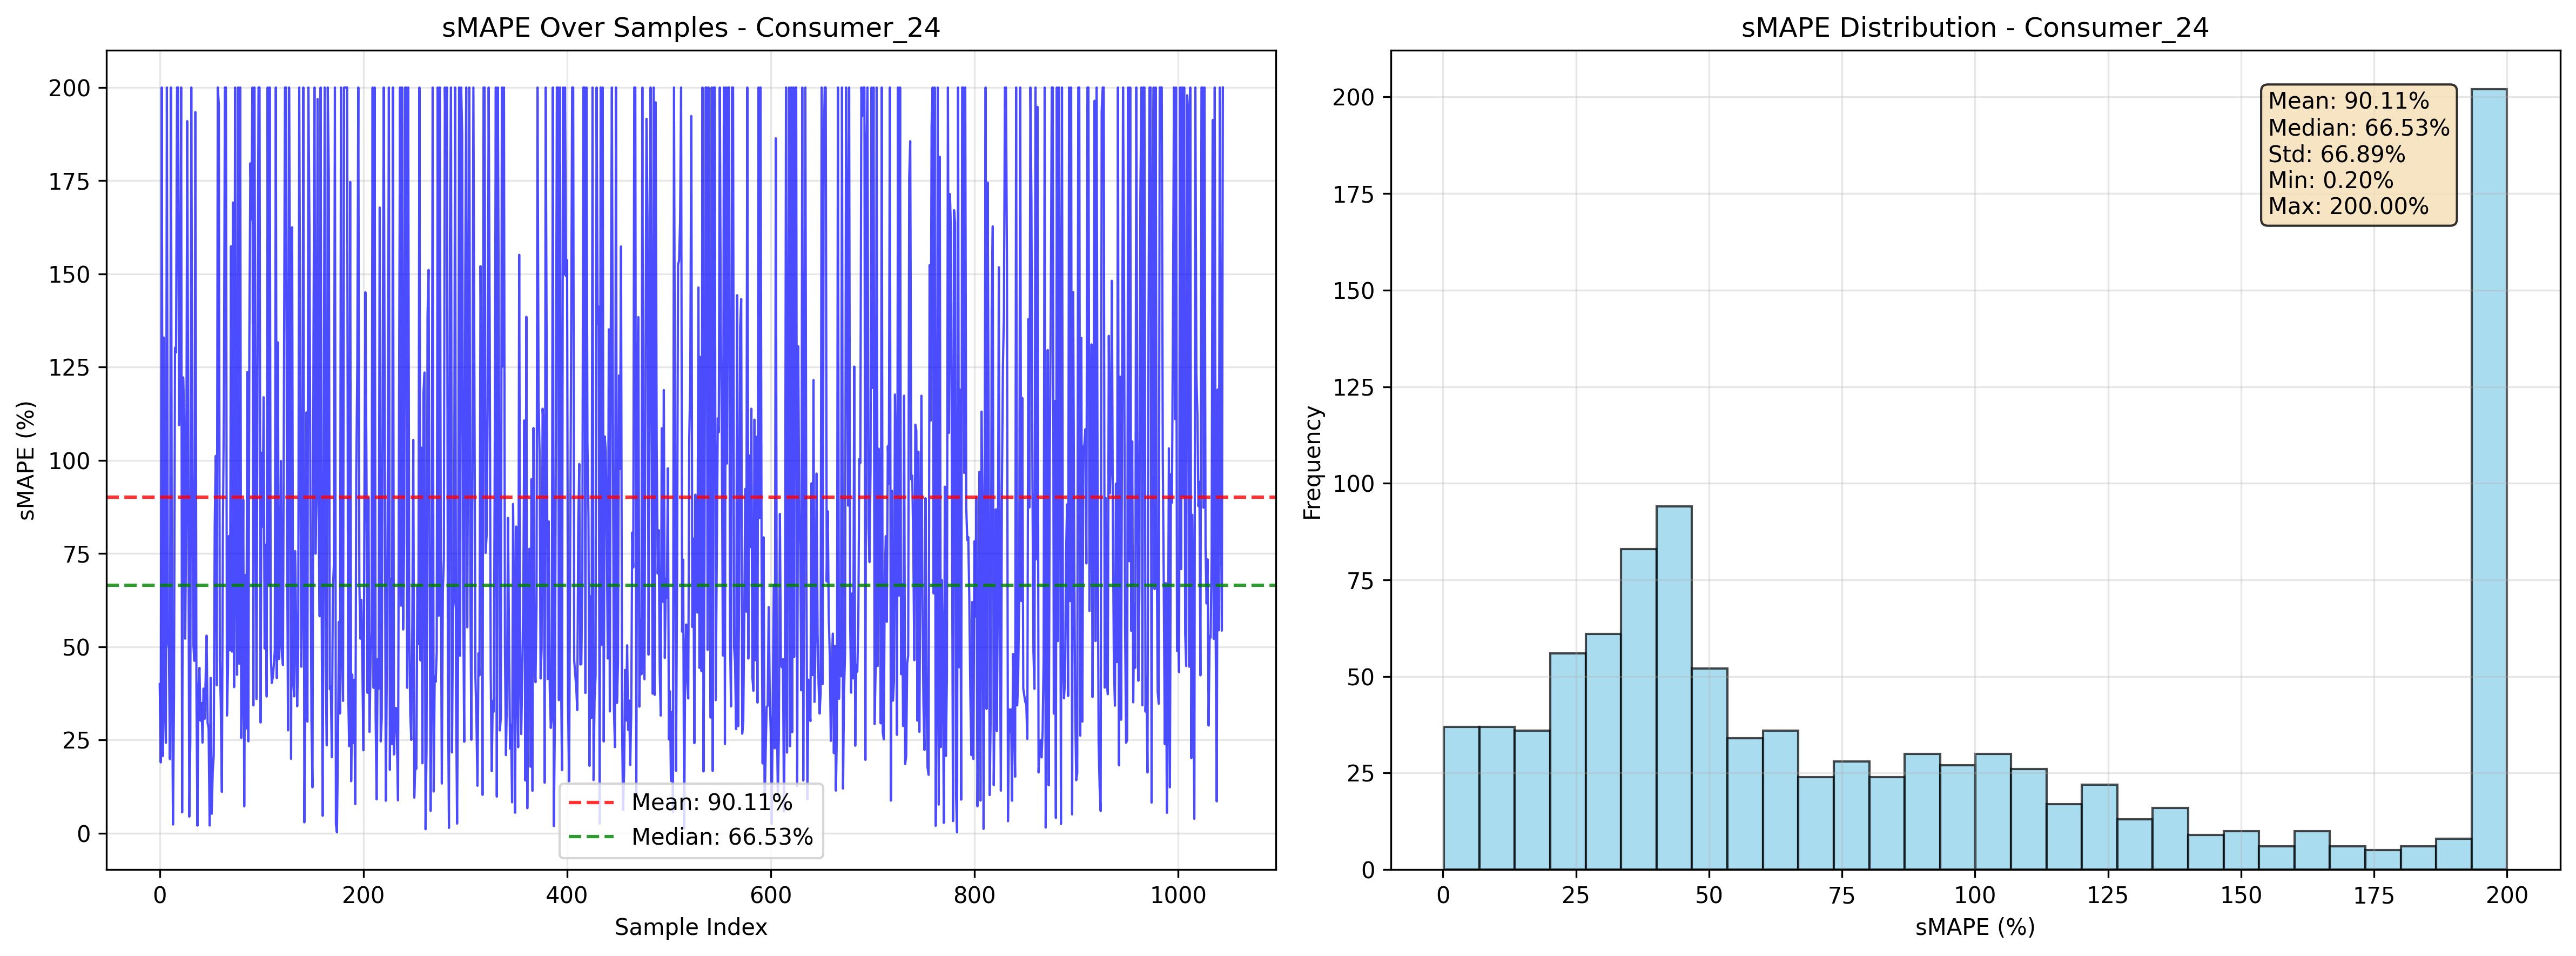 sMAPE Over Samples - Consumer_24
sMAPE (%)
200
175
150
125
100
75
50
25
0
Mean: 90.11%
Median: 66.53%
0 200 400 600 800 1000
Sample Index
sMAPE Distribution - Consumer_24
Frequency
200
175
150
125
100
75
50
25
0
Mean: 90.11%
Median: 66.53%
Std: 66.89%
Min: 0.20%
Max: 200.00%
0 25 50 75 100 125 150 175 200
sMAPE (%)